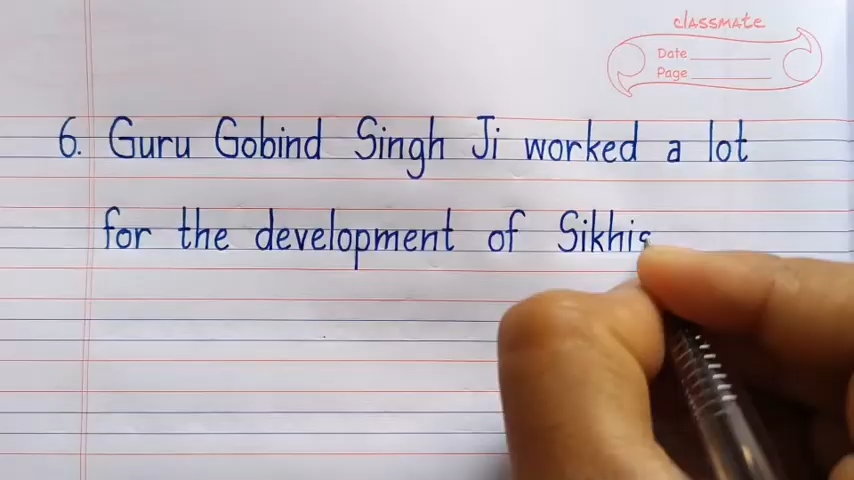 classmate
Date
Page
6. Guru Gobind Singh Ji worked a lot
for the development of Sikhis